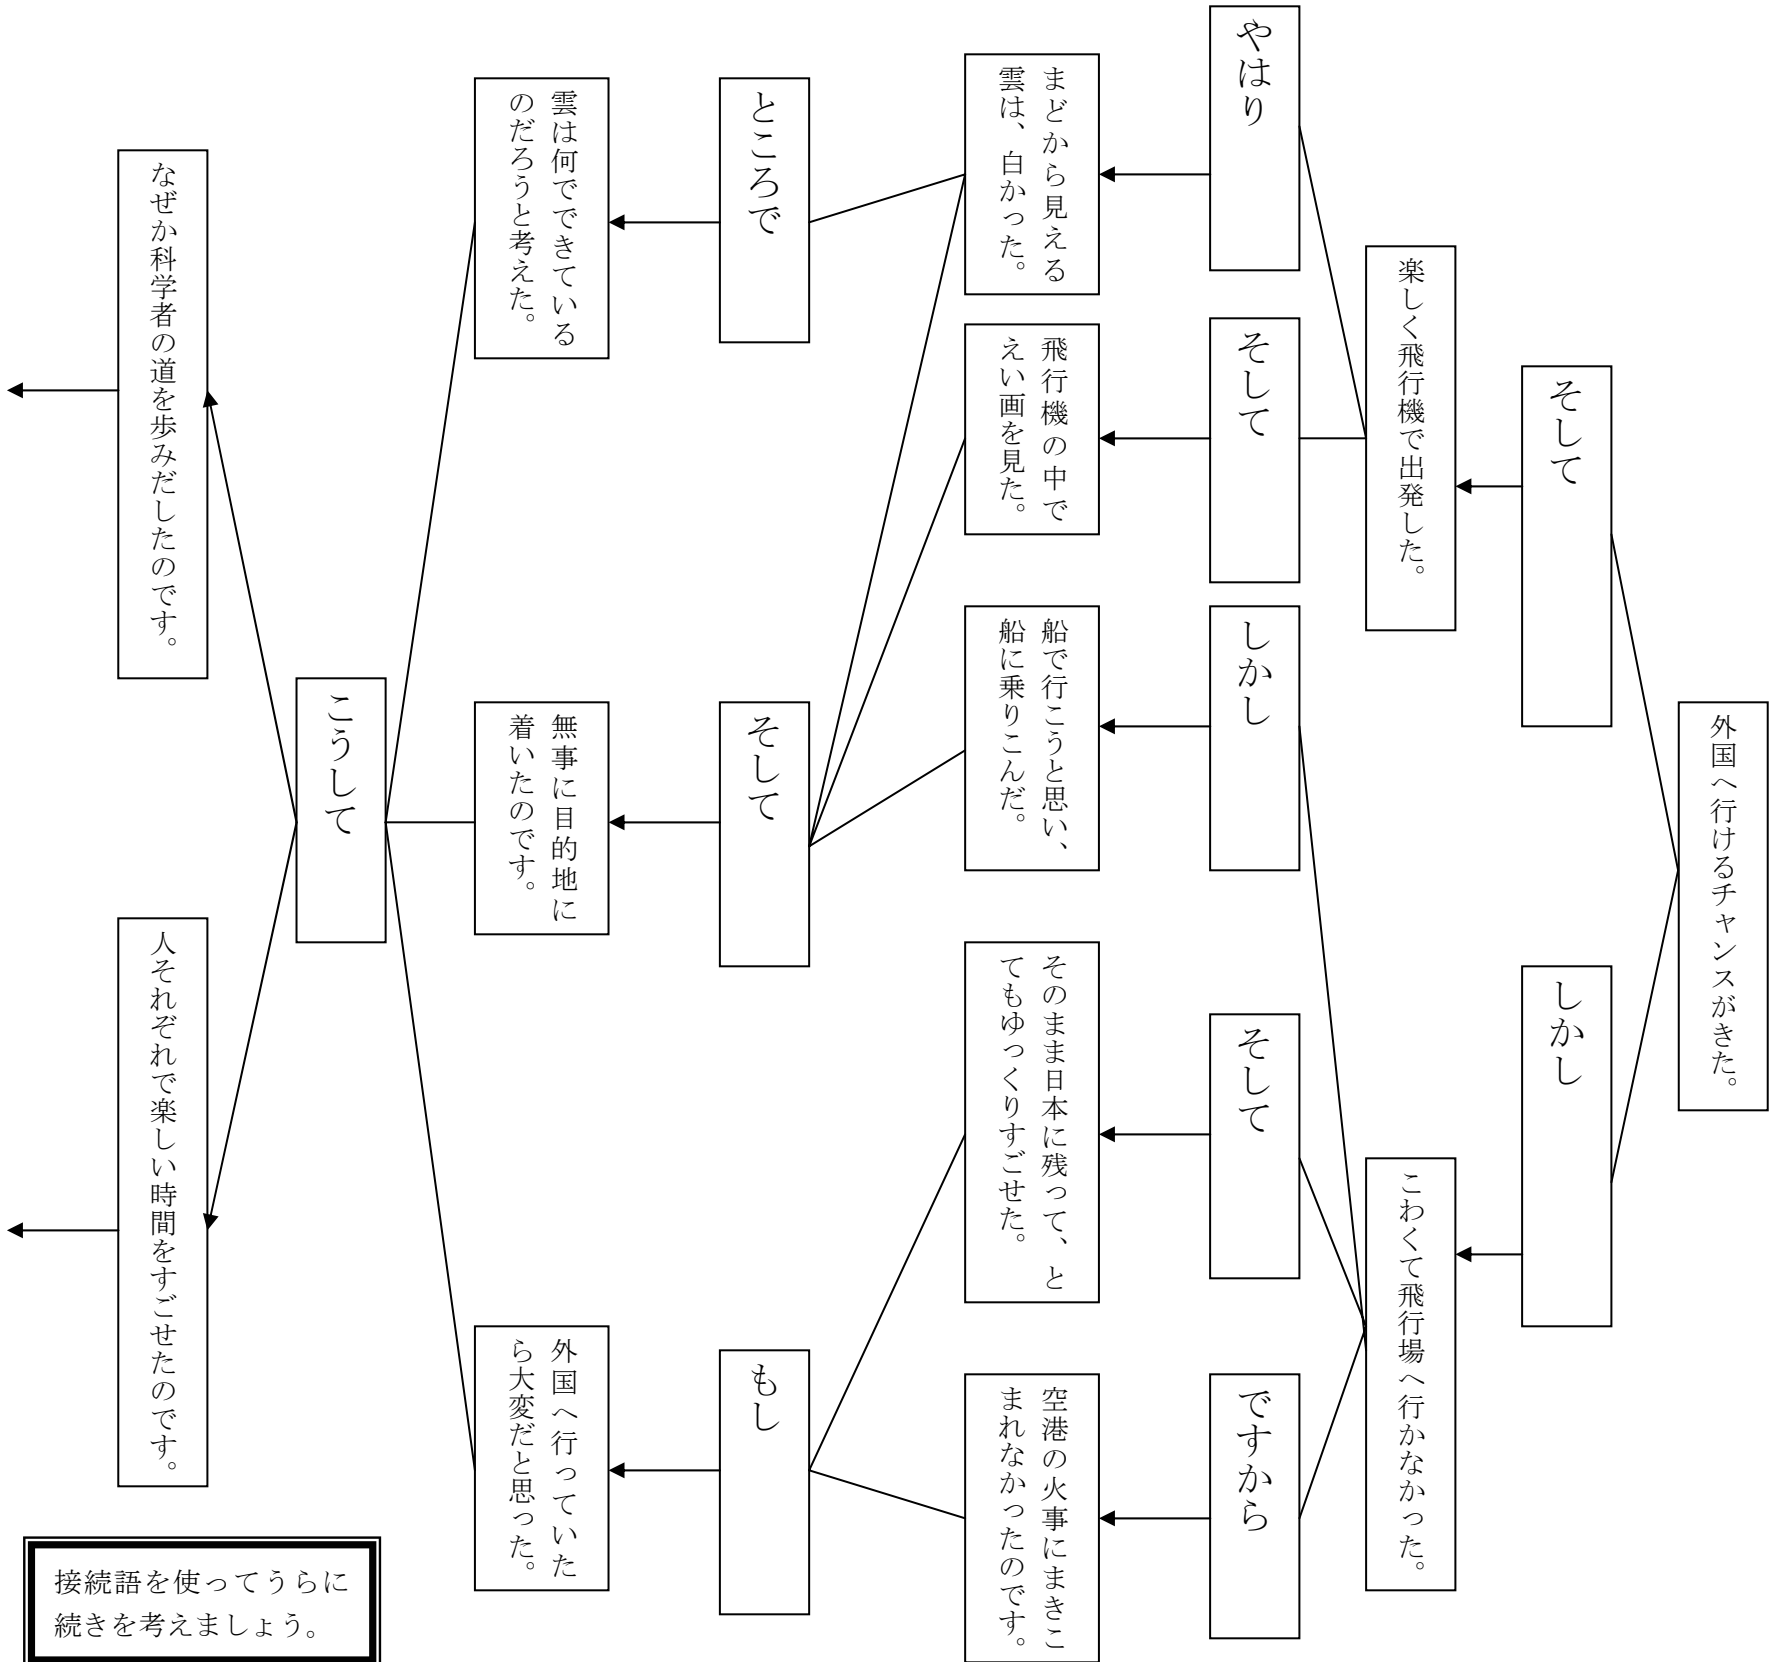 外国へ行けるチャンスがきた。
そして
しかし
楽しく飛行機で出発した。
こわくて飛行場へ行かなかった。
やはり
そして
しかし
そして
ですから
まどから見える
雲は、白かった。
飛行機の中で
えい画を見た。
船で行こうと思い、
船に乗りこんだ。
そのまま日本に残って、と
てもゆっくりすごせた。
空港の火事にまきこ
まれなかったのです。
ところで
そして
もし
雲は何でできている
のだろうと考えた。
無事に目的地に
着いたのです。
外国へ行っていた
ら大変だと思った。
こうして
なぜか科学者の道を歩みだしたのです。
人それぞれで楽しい時間をすごせたのです。
接続語を使ってうらに
続きを考えましょう。